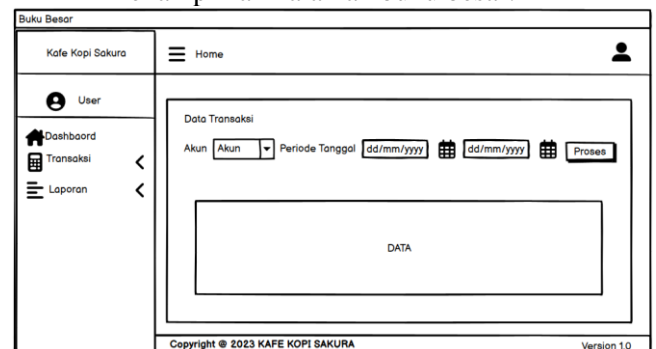 Buku Besar
Kafe Kopi Sakura
Home
User
Dashbaord
Transaksi
Laporan
Data Transaksi
Akun Akun Periode Tanggal dd/mm/yyyy dd/mm/yyyy Proses
DATA
Copyright @ 2023 KAFE KOPI SAKURA Version 1.0